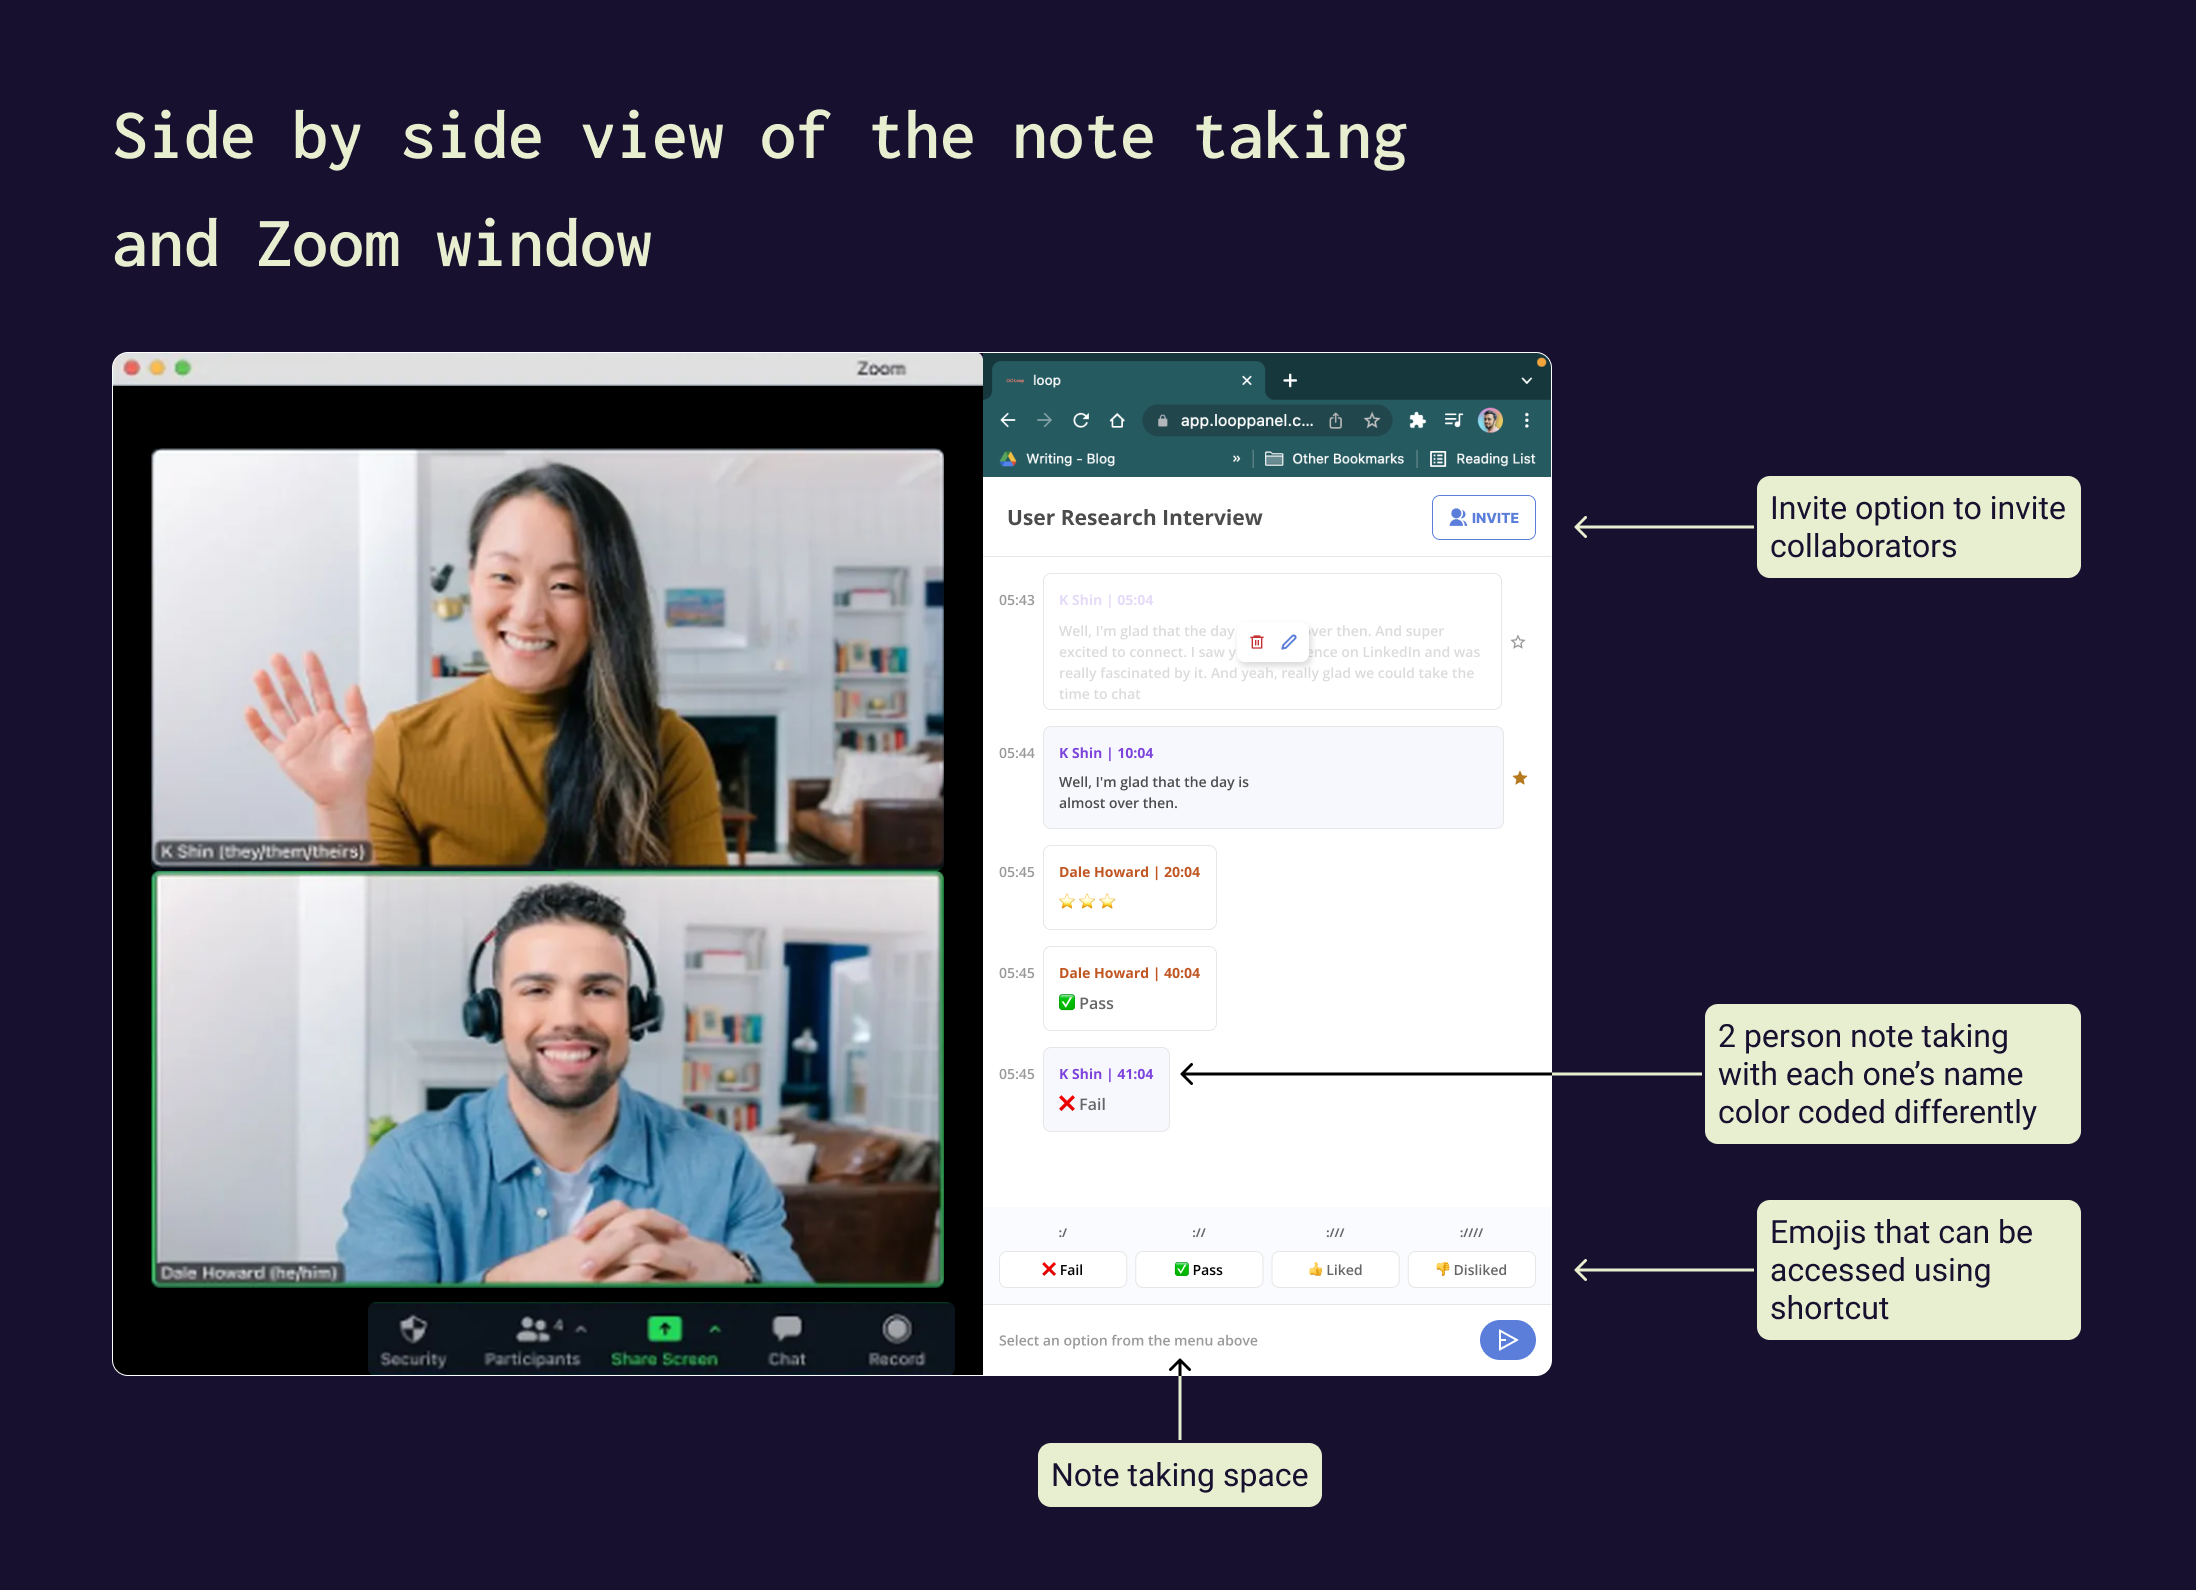 Side by side view of the note taking
and Zoom window
Zoom
K Shin (they/them/theirs)
Dale Howard (he/him)
Security
Participants
4
Share Screen
Chat
Record
loop
app.looppanel.c...
Writing - Blog
»
Other Bookmarks
Reading List
User Research Interview
INVITE
05:43
K Shin | 05:04
Well, I'm glad that the day over then. And super
excited to connect. I saw ence on LinkedIn and was
really fascinated by it. And yeah, really glad we could take the
time to chat
05:44
K Shin | 10:04
Well, I'm glad that the day is
almost over then.
05:45
Dale Howard | 20:04
⭐⭐⭐
05:45
Dale Howard | 40:04
✅ Pass
05:45
K Shin | 41:04
❌ Fail
:/
://
:///
:////
❌ Fail
✅ Pass
👍 Liked
👎 Disliked
Select an option from the menu above
Invite option to invite
collaborators
2 person note taking
with each one’s name
color coded differently
Emojis that can be
accessed using
shortcut
Note taking space